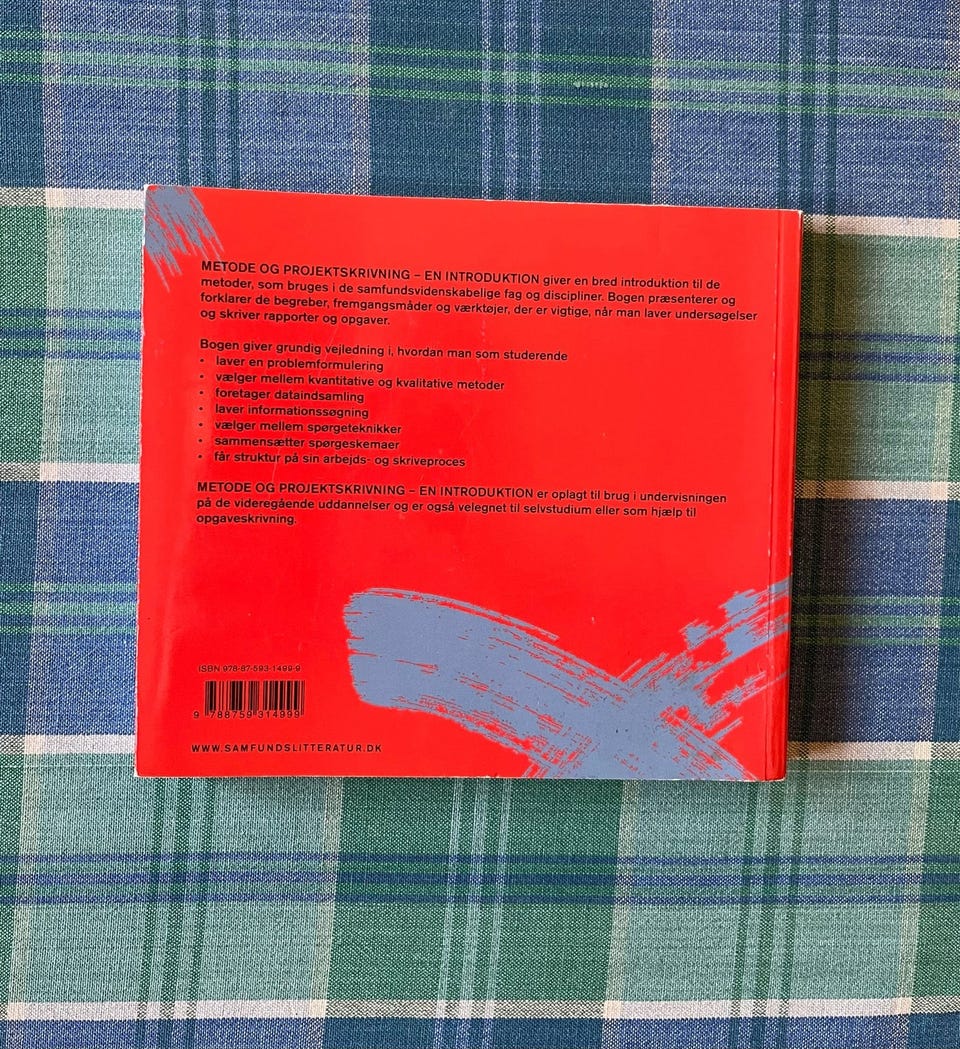 METODE OG PROJEKTSKRIVNING – EN INTRODUKTION giver en bred introduktion til de
metoder, som bruges i de samfundsvidenskabelige fag og discipliner. Bogen præsenterer og
forklarer de begreber, fremgangsmåder og værktøjer, der er vigtige, når man laver undersøgelser
og skriver rapporter og opgaver.
Bogen giver grundig vejledning i, hvordan man som studerende
• laver en problemformulering
• vælger mellem kvantitative og kvalitative metoder
• foretager dataindsamling
• laver informationssøgning
• vælger mellem spørgeteknikker
• sammensætter spørgeskemaer
• får struktur på sin arbejds- og skriveproces
METODE OG PROJEKTSKRIVNING – EN INTRODUKTION er oplagt til brug i undervisningen
på de videregående uddannelser og er også velegnet til selvstudium eller som hjælp til
opgaveskrivning.
ISBN 978-87-593-1499-9
9 788759 314999
WWW.SAMFUNDSLITTERATUR.DK